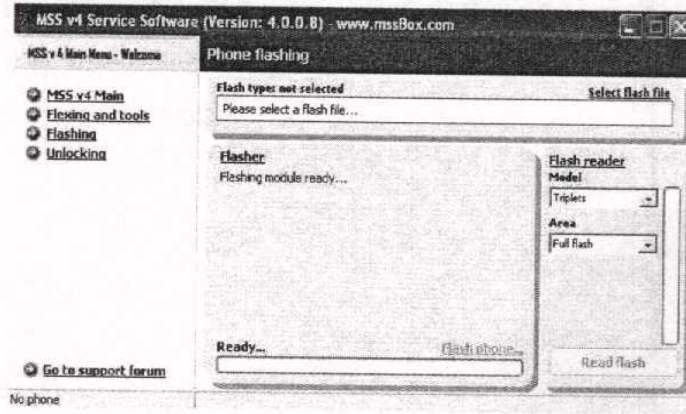 MSS v4 Service Software (Version: 4.0.0.8) - www.mssBox.com
MSS v 4 Main Menu - Welcome
Phone flashing
MSS v4 Main
Flexing and tools
Flashing
Unlocking
Go to support forum
No phone
Flash types not selected
Select flash file
Please select a flash file...
Flasher
Flashing module ready...
Ready...
Flash phone...
Flash reader
Model
Triplets
Area
Full flash
Read flash